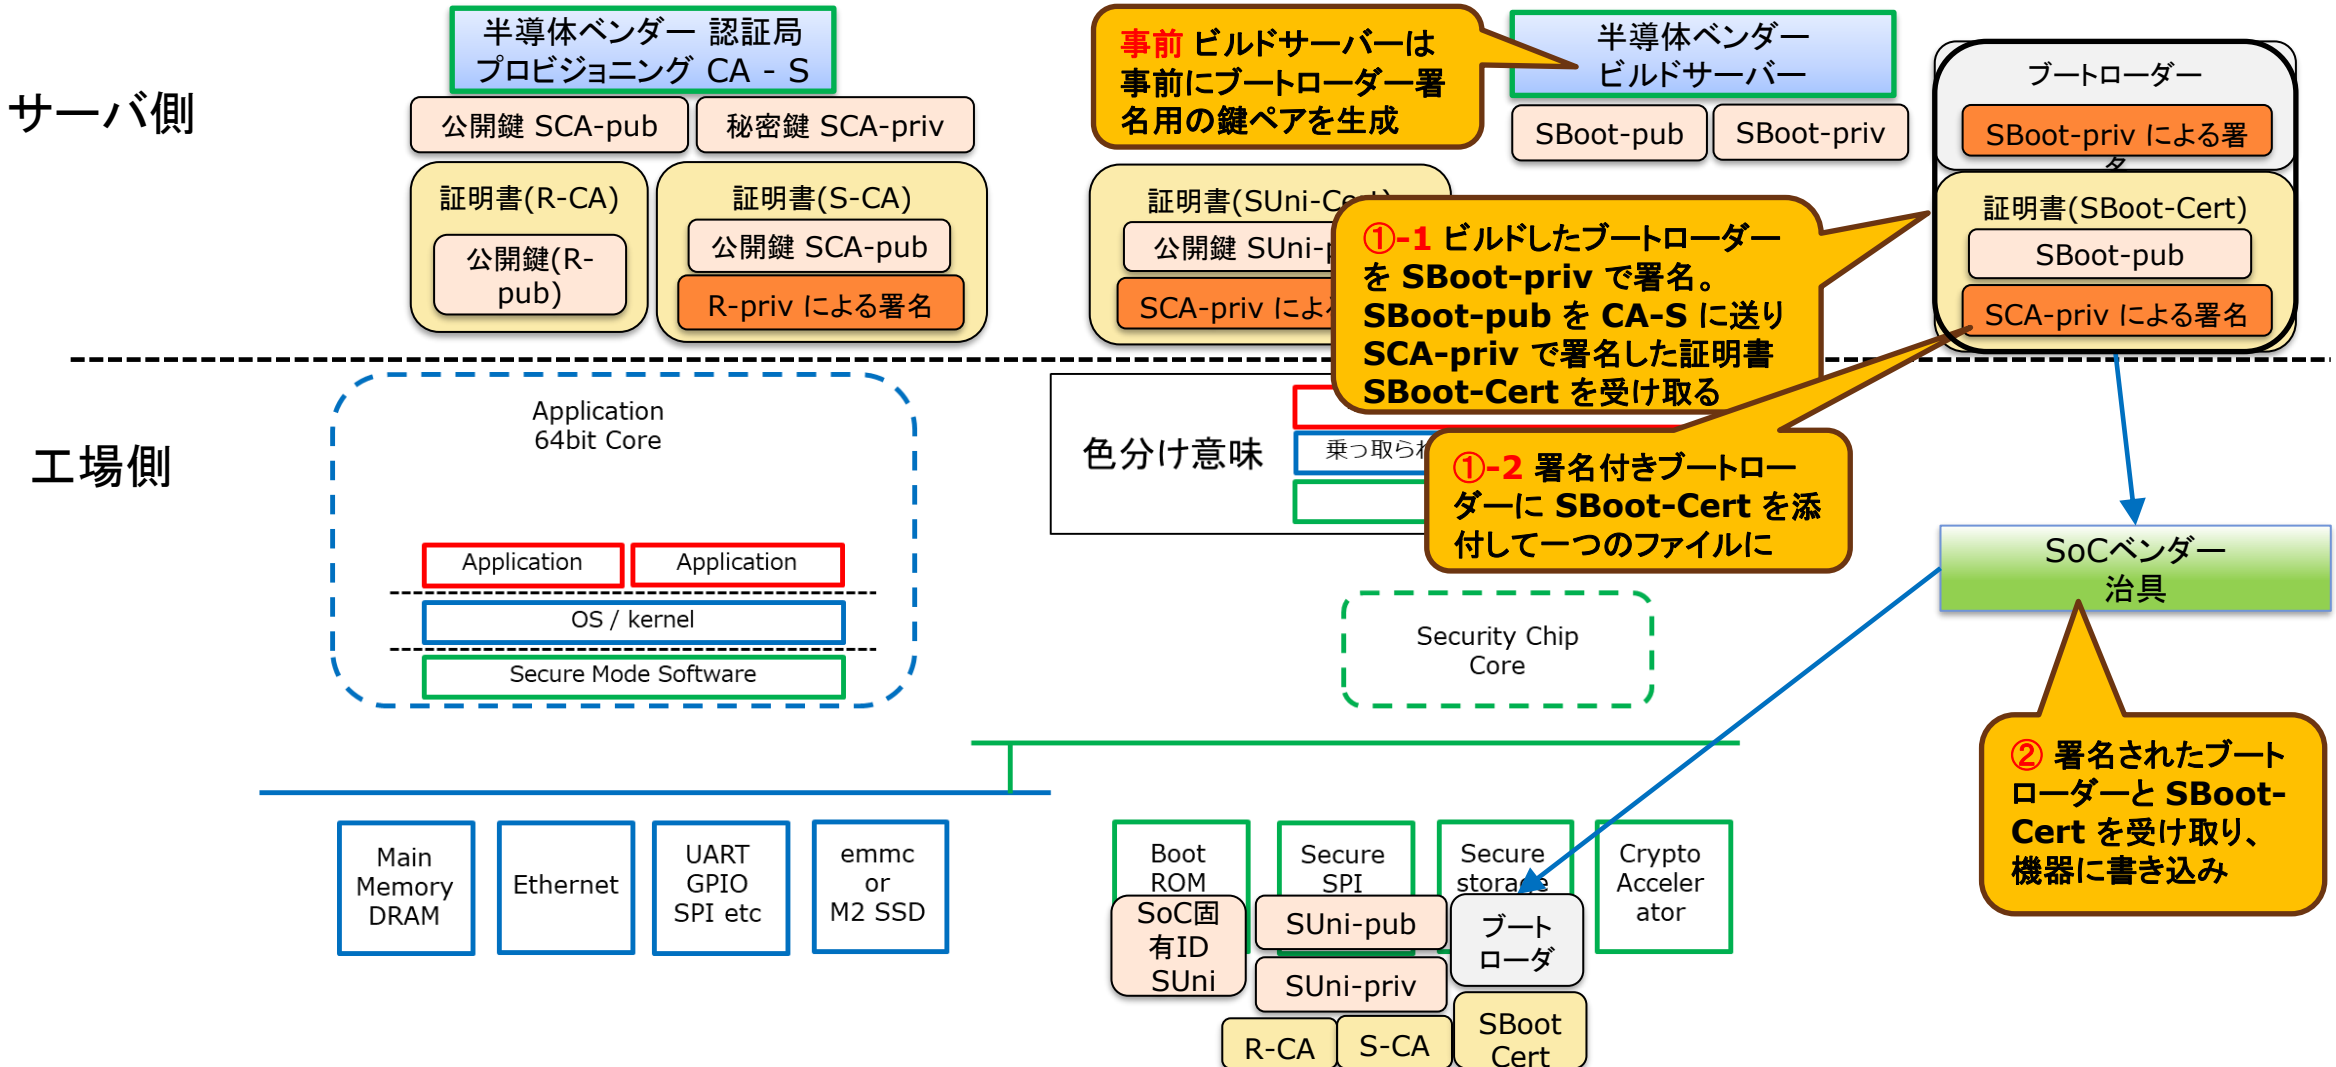 サーバ側
半導体ベンダー 認証局
プロビジョニング CA - S
公開鍵 SCA-pub
秘密鍵 SCA-priv
証明書(R-CA)
公開鍵(R-
pub)
証明書(S-CA)
公開鍵 SCA-pub
R-priv による署名
事前 ビルドサーバーは
事前にブートローダー署
名用の鍵ペアを生成
半導体ベンダー
ビルドサーバー
SBoot-pub
SBoot-priv
証明書(SUni-Cert)
公開鍵 SUni-p
SCA-priv によ
①-1 ビルドしたブートローダー
を SBoot-priv で署名。
SBoot-pub を CA-S に送り
SCA-priv で署名した証明書
SBoot-Cert を受け取る
ブートローダー
SBoot-priv による署
名
証明書(SBoot-Cert)
SBoot-pub
SCA-priv による署名
工場側
Application
64bit Core
Application
Application
OS / kernel
Secure Mode Software
色分け意味
乗っ取られ
①-2 署名付きブートロー
ダーに SBoot-Cert を添
付して一つのファイルに
SoCベンダー
治具
Security Chip
Core
② 署名されたブート
ローダーと SBoot-
Cert を受け取り、
機器に書き込み
Main
Memory
DRAM
Ethernet
UART
GPIO
SPI etc
emmc
or
M2 SSD
Boot
ROM
Secure
SPI
Secure
storage
Crypto
Acceler
ator
SoC固
有ID
SUni
SUni-pub
SUni-priv
ブート
ローダ
R-CA
S-CA
SBoot
Cert